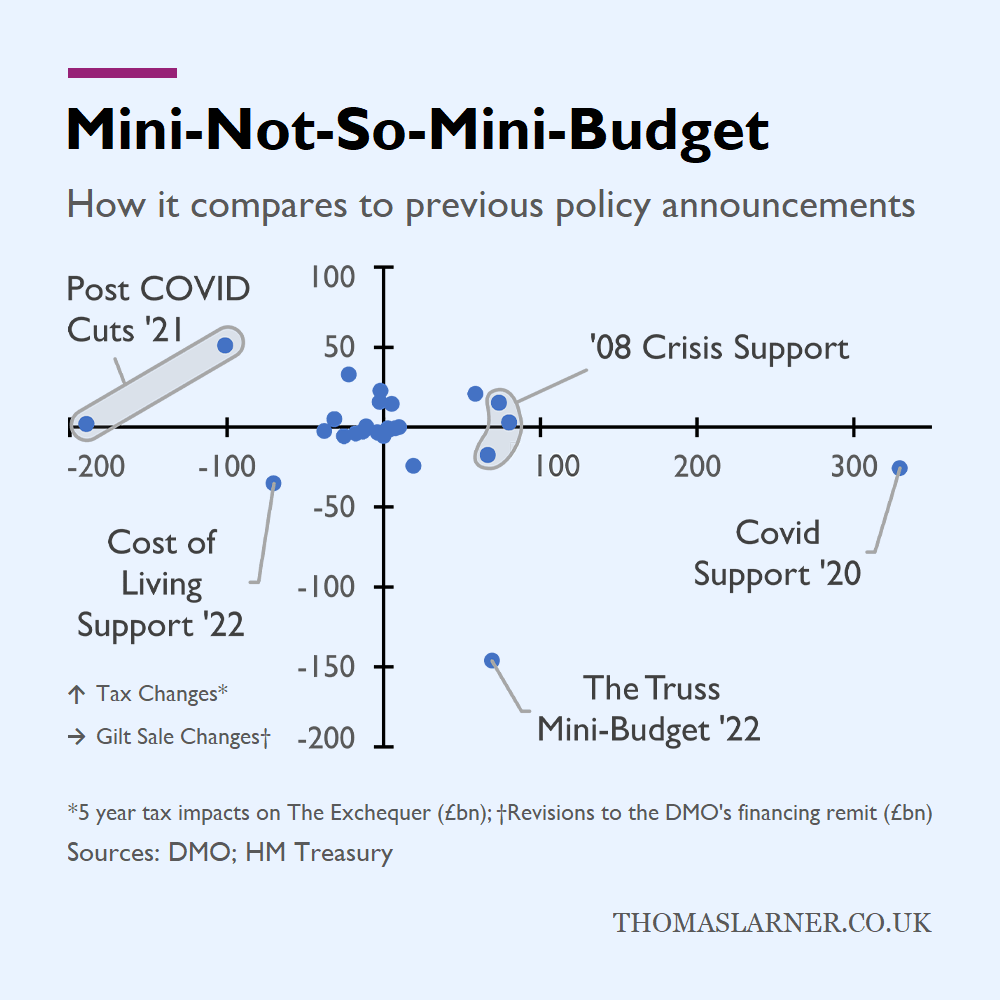 Mini-Not-So-Mini-Budget
How it compares to previous policy announcements
Post COVID
Cuts '21
100
50
'08 Crisis Support
-200
-100
100
200
300
-50
Cost of
Living
Support '22
-100
Covid
Support '20
-150
The Truss
Mini-Budget '22
↑ Tax Changes*
→ Gilt Sale Changes†
-200
*5 year tax impacts on The Exchequer (£bn); †Revisions to the DMO's financing remit (£bn)
Sources: DMO; HM Treasury
THOMASLARNER.CO.UK